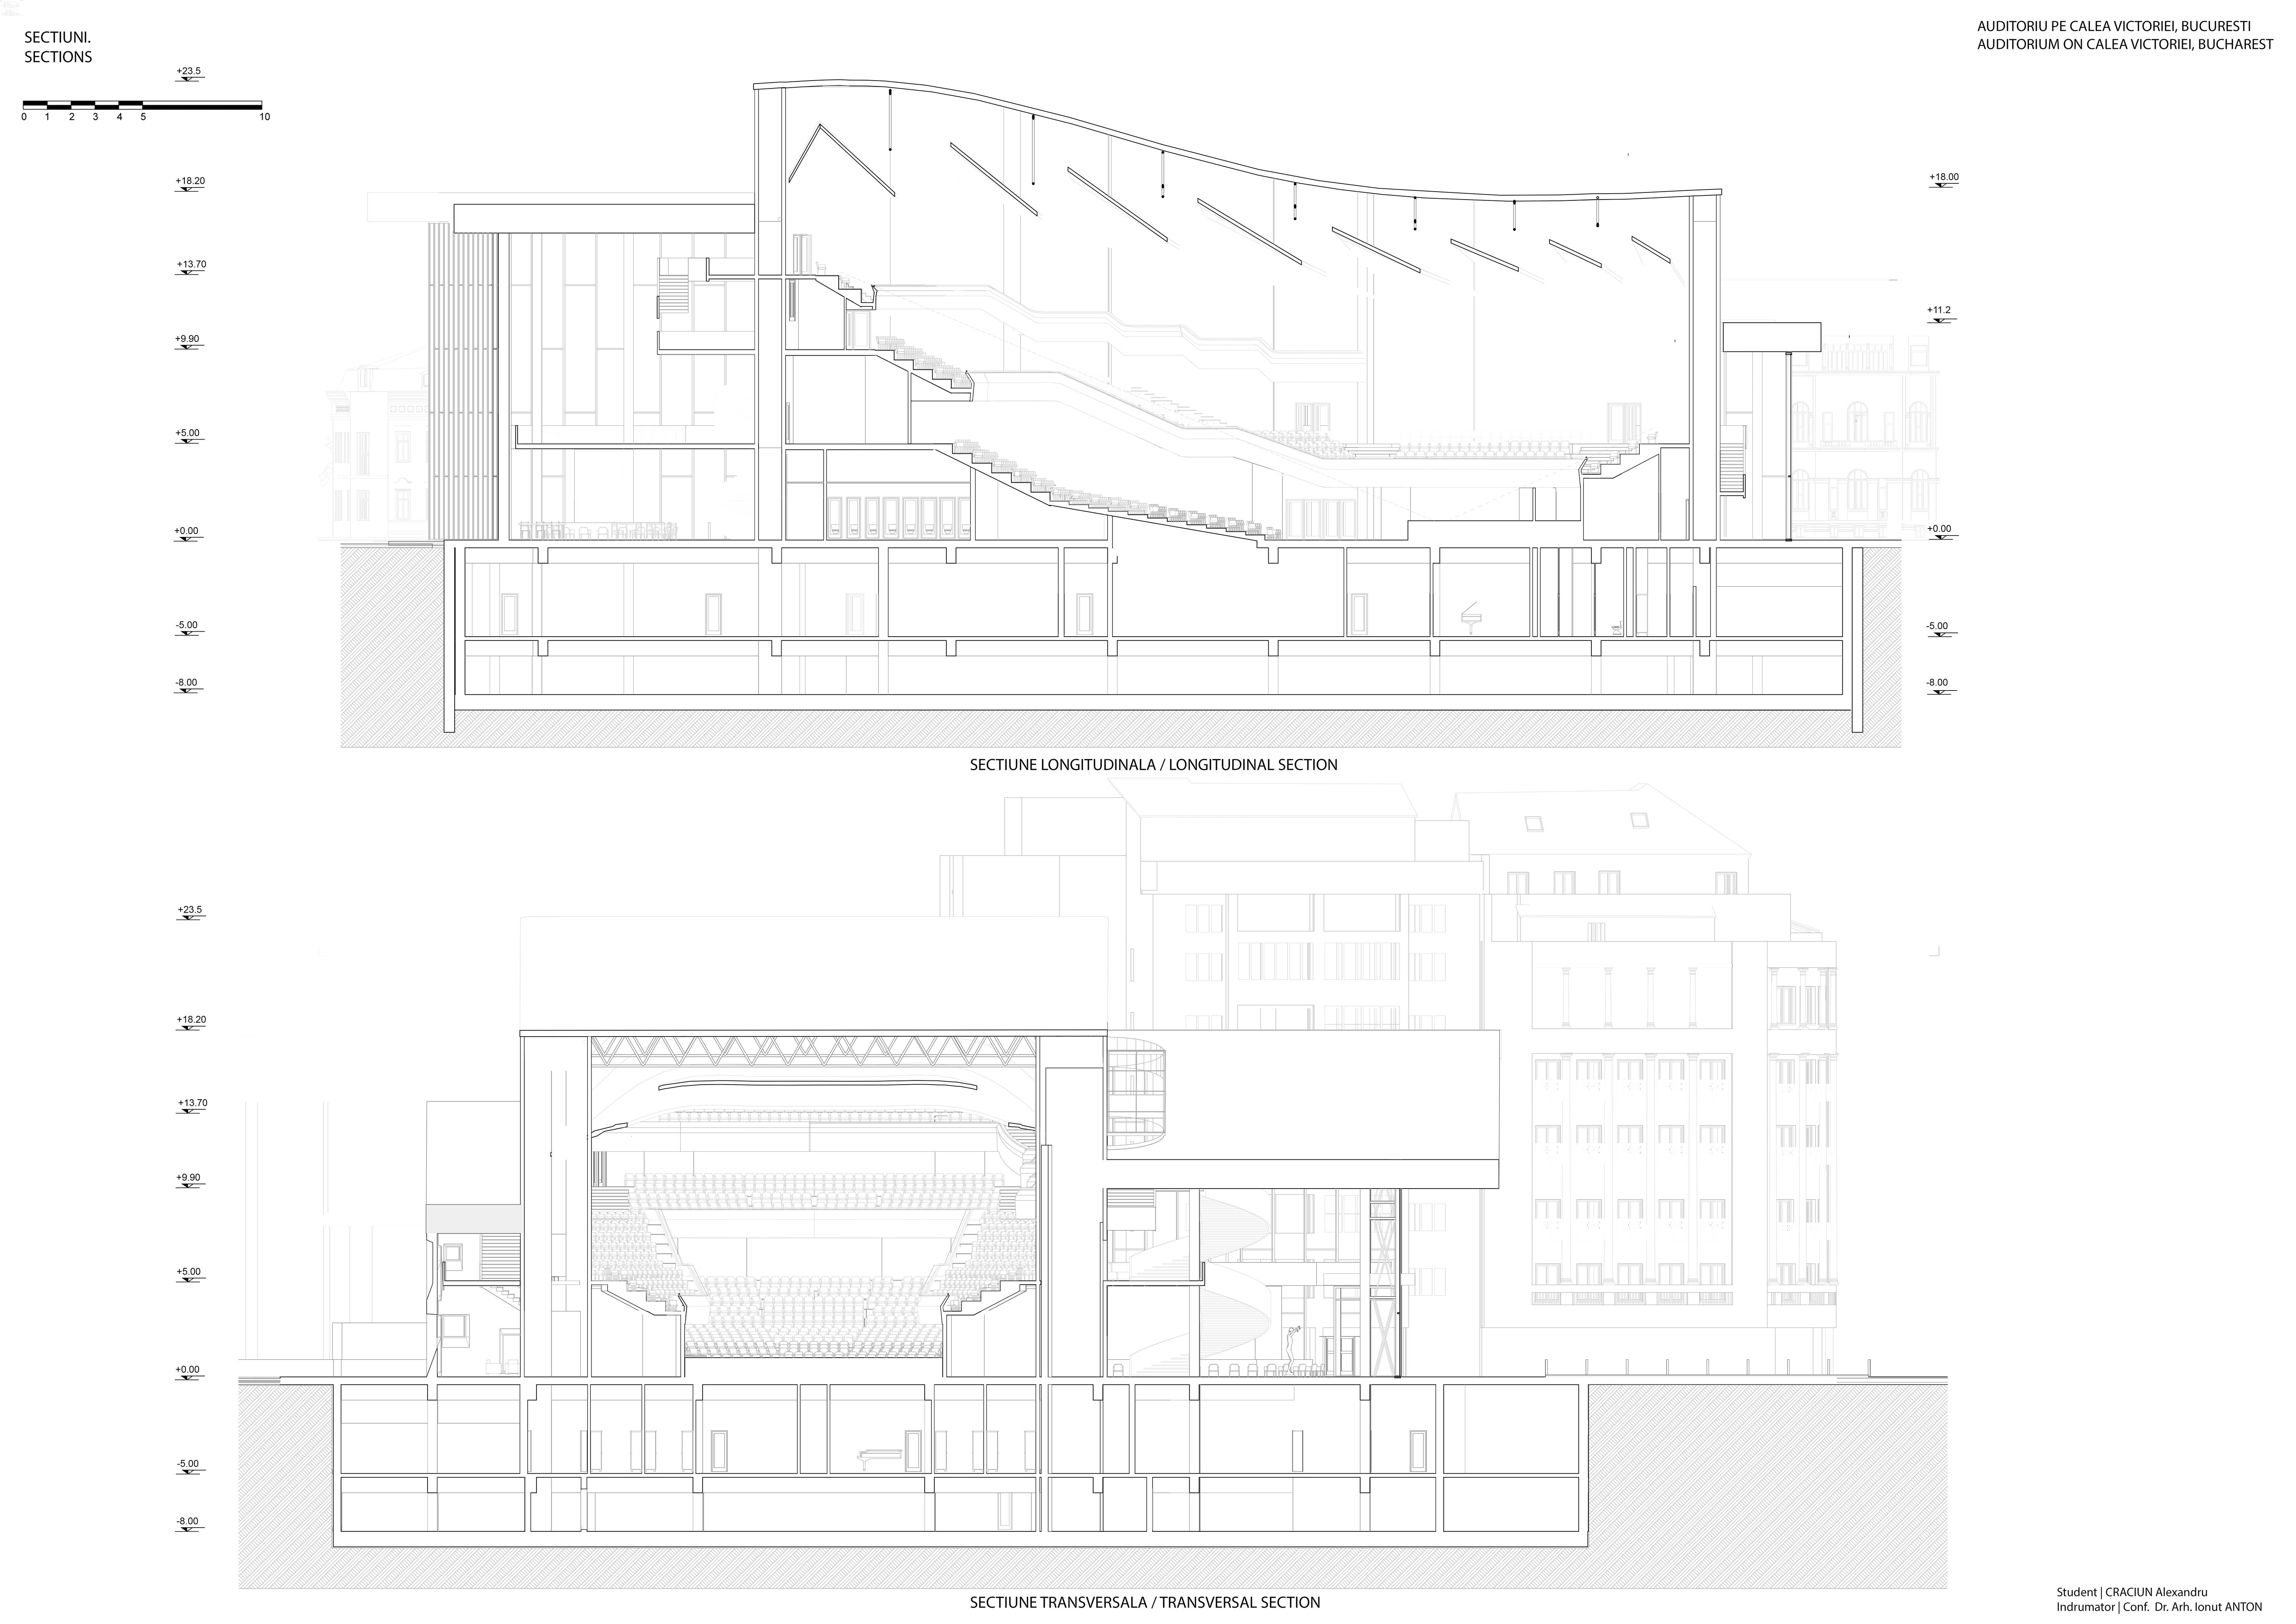 SECTIUNI.
SECTIONS
AUDITORIU PE CALEA VICTORIEI, BUCURESTI
AUDITORIUM ON CALEA VICTORIEI, BUCHAREST
0 1 2 3 4 5 10
+23.5
+18.20
+13.70
+9.90
+5.00
+0.00
-5.00
-8.00
+18.00
+11.2
+0.00
-5.00
-8.00
SECTIUNE LONGITUDINALA / LONGITUDINAL SECTION
+23.5
+18.20
+13.70
+9.90
+5.00
+0.00
-5.00
-8.00
SECTIUNE TRANSVERSALA / TRANSVERSAL SECTION
Student | CRACIUN Alexandru
Indrumator | Conf. Dr. Arh. Ionut ANTON